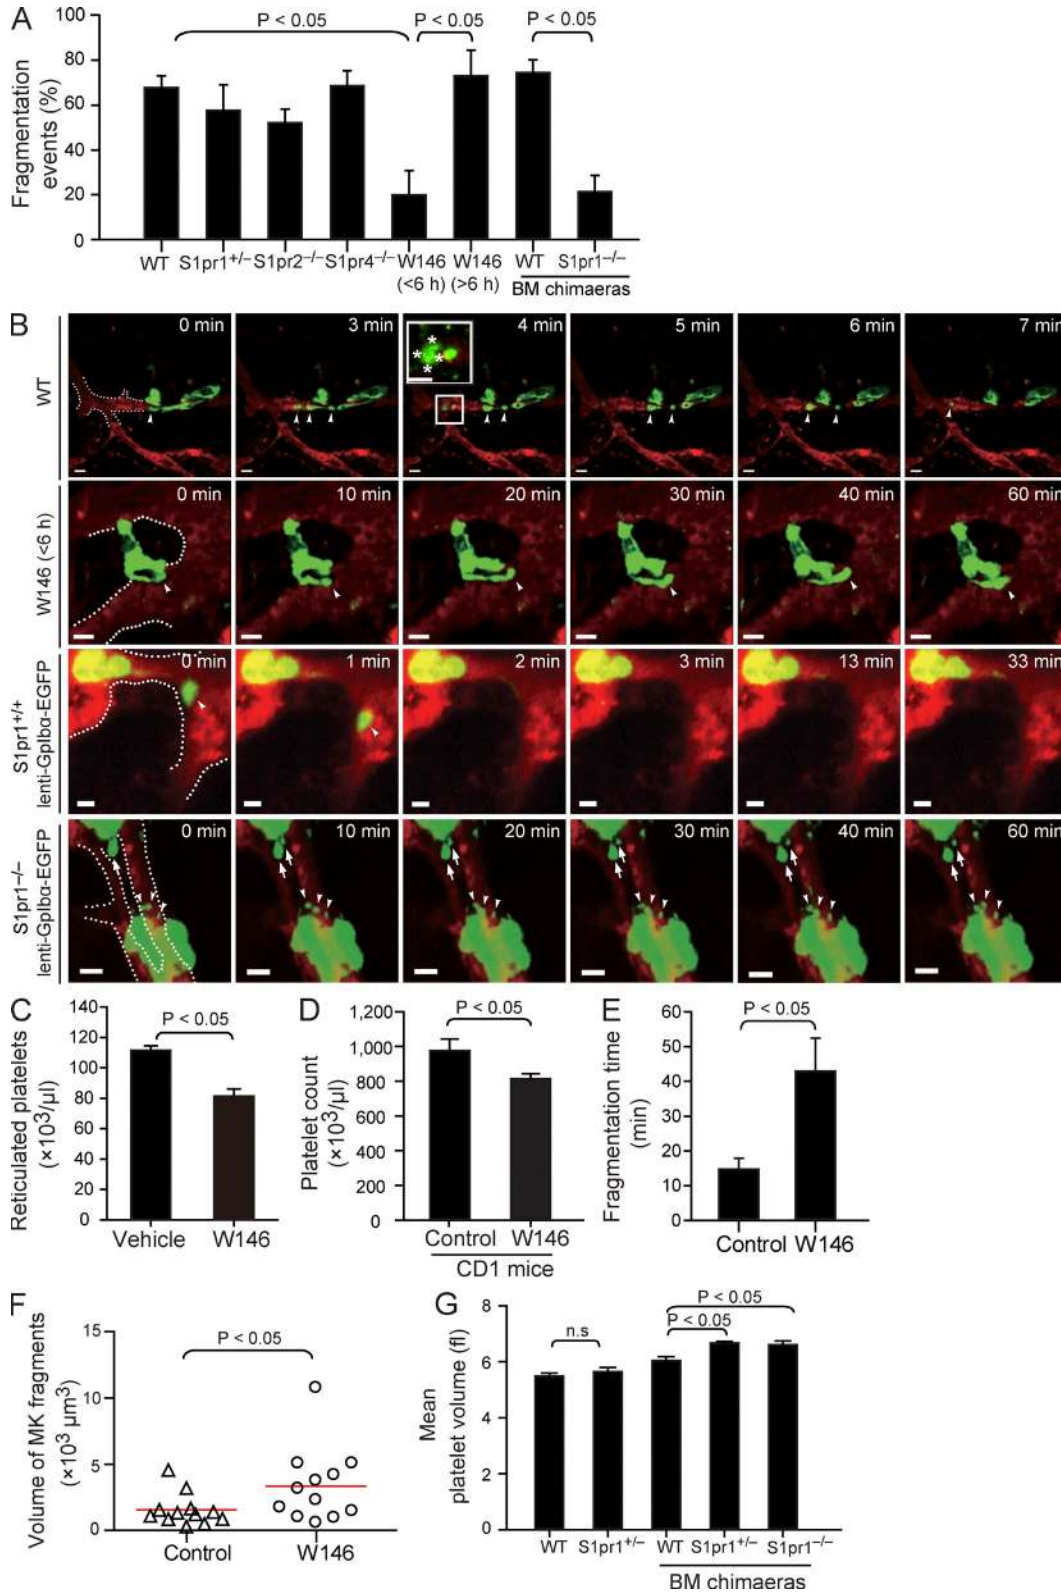 A
P < 0.05 P < 0.05 P < 0.05
Fragmentation
events (%)
100
80
60
40
20
0
WT S1pr1+/– S1pr2–/– S1pr4–/– W146 W146 WT S1pr1–/–
(<6 h) (>6 h)
BM chimaeras
B
WT
0 min 3 min 4 min 5 min 6 min 7 min
* * * *
W146 (<6 h)
0 min 10 min 20 min 30 min 40 min 60 min
S1pr1+/+
lenti-GpIbα-EGFP
0 min 1 min 2 min 3 min 13 min 33 min
S1pr1–/–
lenti-GpIbα-EGFP
0 min 10 min 20 min 30 min 40 min 60 min
C
P < 0.05
Reticulated platelets
(×10³/µl)
140
120
100
80
60
40
20
0
Vehicle W146
D
P < 0.05
Platelet count
(×10³/µl)
1,200
1,000
800
600
400
200
0
Control W146
CD1 mice
E
P < 0.05
Fragmentation time
(min)
60
50
40
30
20
10
0
Control W146
F
P < 0.05
Volume of MK fragments
(×10³ µm³)
15
10
5
0
Control W146
G
P < 0.05
n.s P < 0.05
Mean
platelet volume (fl)
8
6
4
2
0
WT S1pr1+/– WT S1pr1+/– S1pr1–/–
BM chimaeras